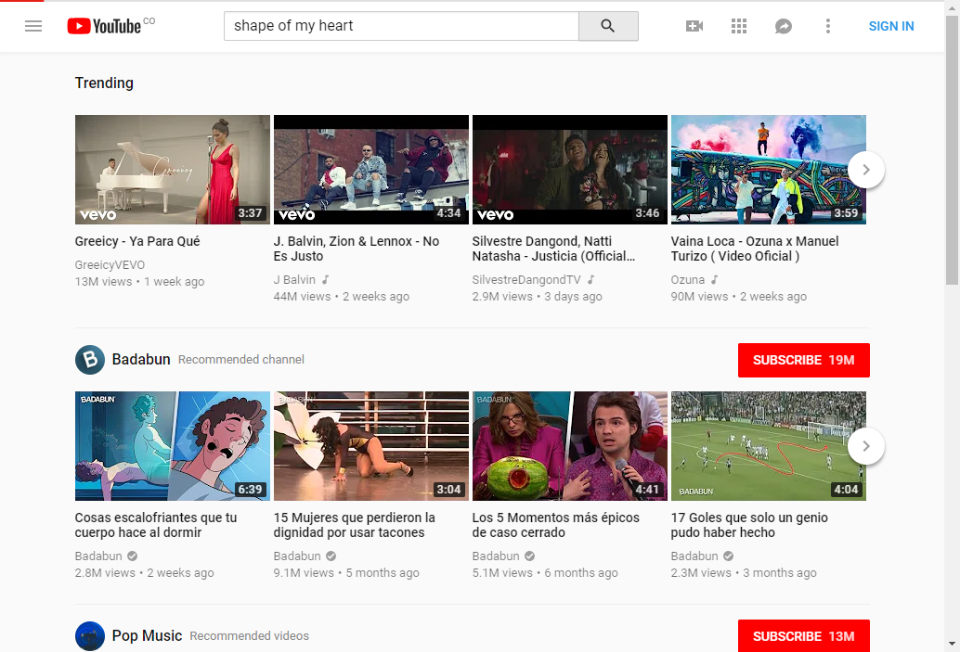 YouTube CO
shape of my heart
SIGN IN
Trending
Greeicy
vevo
3:37
vevo
4:34
vevo
3:46
3:59
Greeicy - Ya Para Qué
GreeicyVEVO
13M views • 1 week ago
J. Balvin, Zion & Lennox - No
Es Justo
J Balvin
44M views • 2 weeks ago
Silvestre Dangond, Natti
Natasha - Justicia (Official...
SilvestreDangondTV
2.9M views • 3 days ago
Vaina Loca - Ozuna x Manuel
Turizo ( Video Oficial )
Ozuna
90M views • 2 weeks ago
B
Badabun Recommended channel
SUBSCRIBE 19M
BADABUN
6:39
BADABUN
3:04
BADABUN
4:41
BADABUN
4:04
Cosas escalofriantes que tu
cuerpo hace al dormir
Badabun
2.8M views • 2 weeks ago
15 Mujeres que perdieron la
dignidad por usar tacones
Badabun
9.1M views • 5 months ago
Los 5 Momentos más épicos
de caso cerrado
Badabun
5.1M views • 6 months ago
17 Goles que solo un genio
pudo haber hecho
Badabun
2.3M views • 3 months ago
Pop Music Recommended videos
SUBSCRIBE 13M